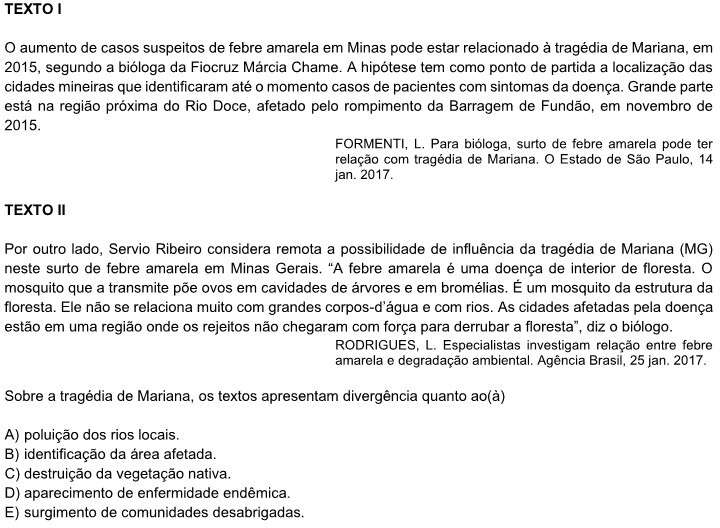 TEXTO I
O aumento de casos suspeitos de febre amarela em Minas pode estar relacionado à tragédia de Mariana, em
2015, segundo a bióloga da Fiocruz Márcia Chame. A hipótese tem como ponto de partida a localização das
cidades mineiras que identificaram até o momento casos de pacientes com sintomas da doença. Grande parte
está na região próxima do Rio Doce, afetado pelo rompimento da Barragem de Fundão, em novembro de
2015.
FORMENTI, L. Para bióloga, surto de febre amarela pode ter
relação com tragédia de Mariana. O Estado de São Paulo, 14
jan. 2017.
TEXTO II
Por outro lado, Servio Ribeiro considera remota a possibilidade de influência da tragédia de Mariana (MG)
neste surto de febre amarela em Minas Gerais. “A febre amarela é uma doença de interior de floresta. O
mosquito que a transmite põe ovos em cavidades de árvores e em bromélias. É um mosquito da estrutura da
floresta. Ele não se relaciona muito com grandes corpos-d’água e com rios. As cidades afetadas pela doença
estão em uma região onde os rejeitos não chegaram com força para derrubar a floresta”, diz o biólogo.
RODRIGUES, L. Especialistas investigam relação entre febre
amarela e degradação ambiental. Agência Brasil, 25 jan. 2017.
Sobre a tragédia de Mariana, os textos apresentam divergência quanto ao(à)
A) poluição dos rios locais.
B) identificação da área afetada.
C) destruição da vegetação nativa.
D) aparecimento de enfermidade endêmica.
E) surgimento de comunidades desabrigadas.